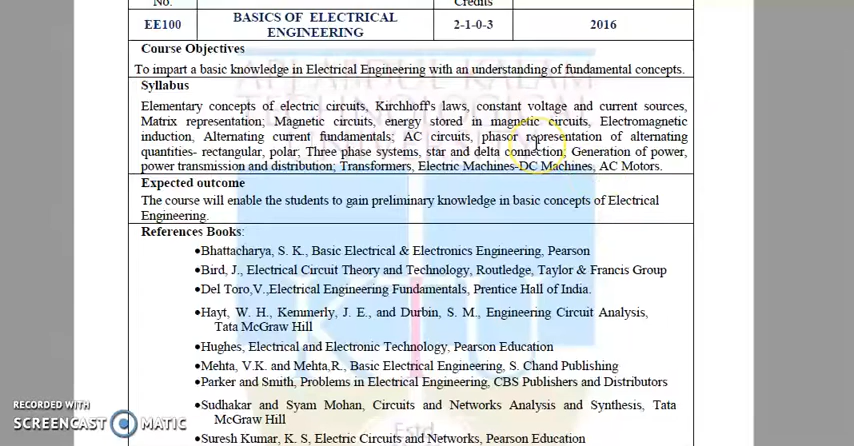 No.
Credits
EE100
BASICS OF ELECTRICAL
ENGINEERING
2-1-0-3
2016
Course Objectives
To impart a basic knowledge in Electrical Engineering with an understanding of fundamental concepts.
Syllabus
Elementary concepts of electric circuits, Kirchhoff's laws, constant voltage and current sources,
Matrix representation; Magnetic circuits, energy stored in magnetic circuits, Electromagnetic
induction, Alternating current fundamentals; AC circuits, phasor representation of alternating
quantities- rectangular, polar; Three phase systems, star and delta connection; Generation of power,
power transmission and distribution; Transformers, Electric Machines-DC Machines, AC Motors.
Expected outcome
The course will enable the students to gain preliminary knowledge in basic concepts of Electrical
Engineering.
References Books:
•Bhattacharya, S. K., Basic Electrical & Electronics Engineering, Pearson
•Bird, J., Electrical Circuit Theory and Technology, Routledge, Taylor & Francis Group
•Del Toro,V.,Electrical Engineering Fundamentals, Prentice Hall of India.
•Hayt, W. H., Kemmerly, J. E., and Durbin, S. M., Engineering Circuit Analysis,
Tata McGraw Hill
•Hughes, Electrical and Electronic Technology, Pearson Education
•Mehta, V.K. and Mehta,R., Basic Electrical Engineering, S. Chand Publishing
•Parker and Smith, Problems in Electrical Engineering, CBS Publishers and Distributors
•Sudhakar and Syam Mohan, Circuits and Networks Analysis and Synthesis, Tata
McGraw Hill
Estd
•Suresh Kumar, K. S, Electric Circuits and Networks, Pearson Education
RECORDED WITH
SCREENCAST MATIC